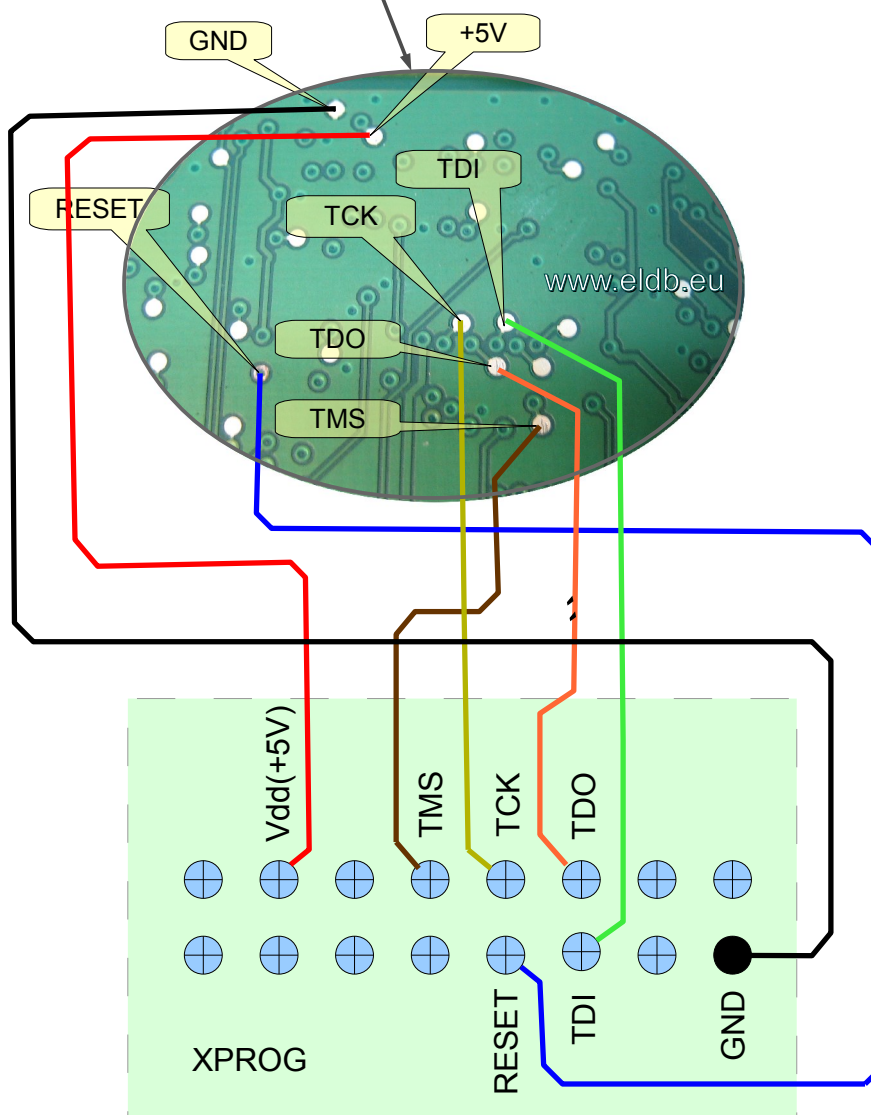 GND
+5V
TDI
RESET
TCK
www.eldb.eu
TDO
TMS
Vdd(+5V)
TMS
TCK
TDO
RESET
TDI
GND
XPROG